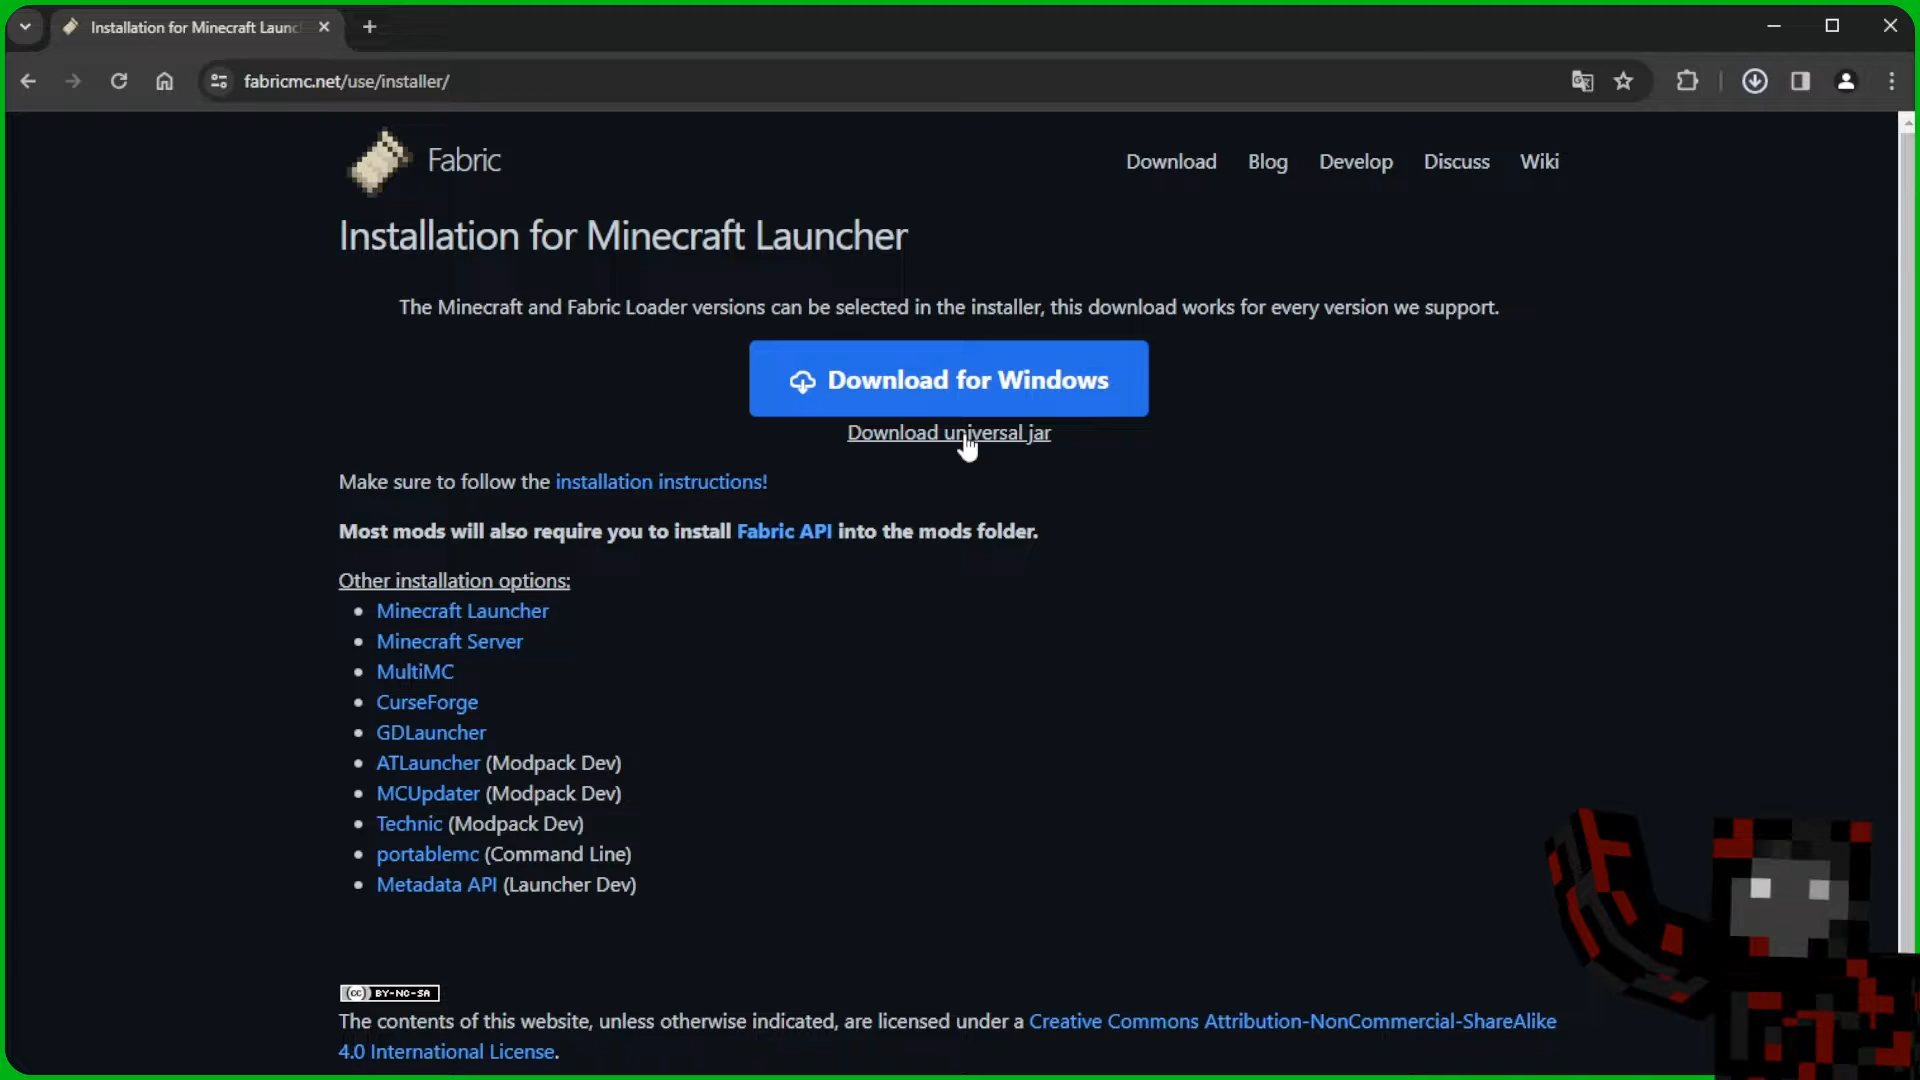 Installation for Minecraft Launc
fabricmc.net/use/installer/
Fabric
Download Blog Develop Discuss Wiki
Installation for Minecraft Launcher
The Minecraft and Fabric Loader versions can be selected in the installer, this download works for every version we support.
Download for Windows
Download universal jar
Make sure to follow the installation instructions!
Most mods will also require you to install Fabric API into the mods folder.
Other installation options:
Minecraft Launcher
Minecraft Server
MultiMC
CurseForge
GDLauncher
ATLauncher (Modpack Dev)
MCUpdater (Modpack Dev)
Technic (Modpack Dev)
portablemc (Command Line)
Metadata API (Launcher Dev)
cc BY-NC-SA
The contents of this website, unless otherwise indicated, are licensed under a Creative Commons Attribution-NonCommercial-ShareAlike
4.0 International License.